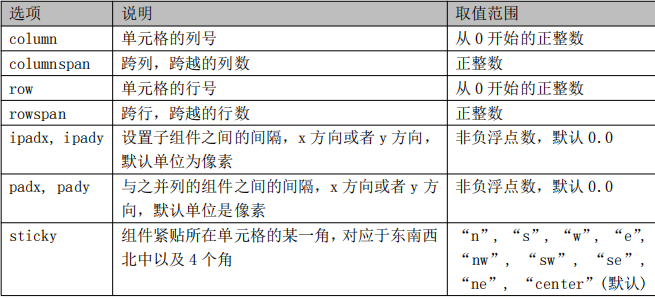 选项 说明 取值范围
column 单元格的列号 从 0 开始的正整数
columnspan 跨列，跨越的列数 正整数
row 单元格的行号 从 0 开始的正整数
rowspan 跨行，跨越的行数 正整数
ipadx, ipady 设置子组件之间的间隔，x 方向或者 y 方向， 非负浮点数，默认 0.0
默认单位为像素
padx, pady 与之并列的组件之间的间隔，x 方向或者 y 方 非负浮点数，默认 0.0
向，默认单位是像素
sticky 组件紧贴所在单元格的某一角，对应于东南西 “n”, “s”, “w”, “e”,
北中以及 4 个角 “nw”, “sw”, “se”,
“ne”, “center”(默认)